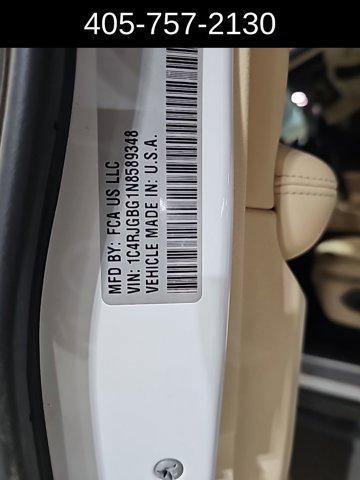 405-757-2130
MFD BY: FCA US LLC
VIN: 1C4RJGBG1N8589348
VEHICLE MADE IN: U.S.A.